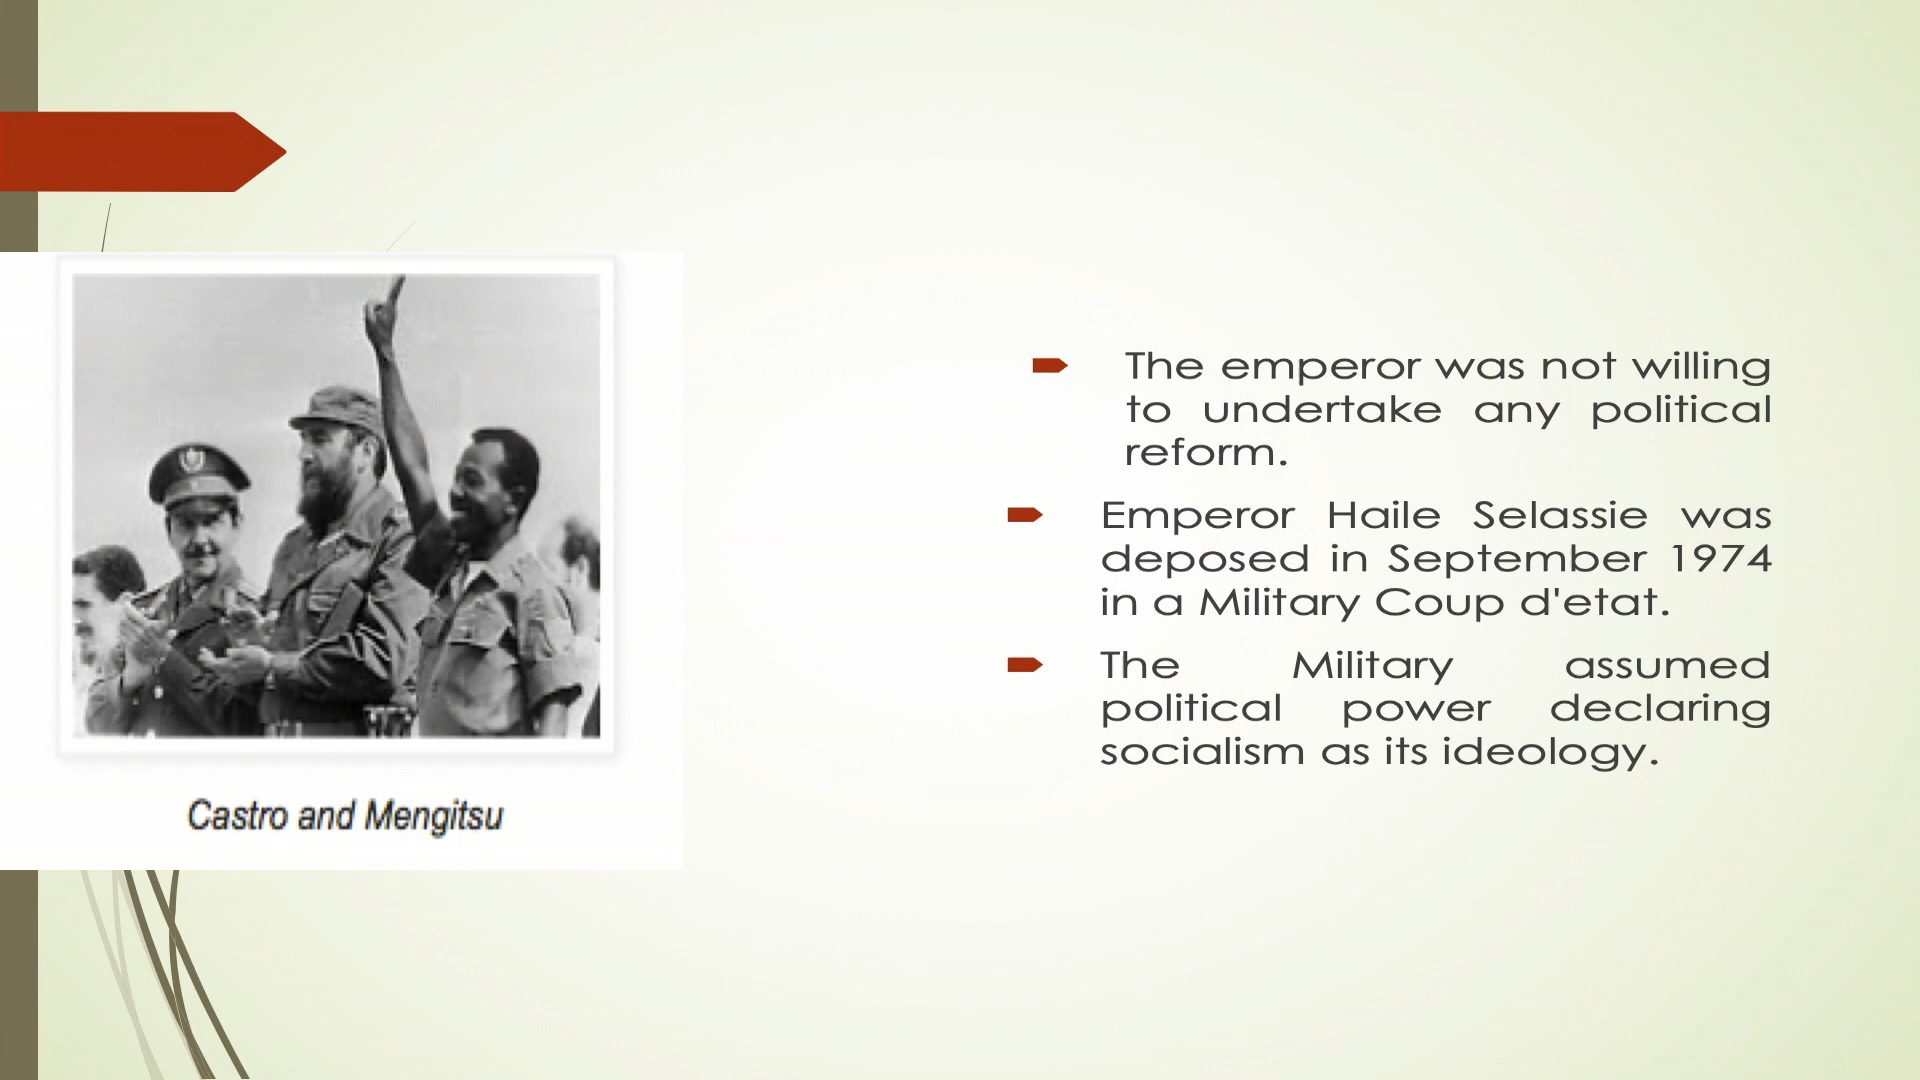 Castro and Mengitsu
The emperor was not willing
to undertake any political
reform.
Emperor Haile Selassie was
deposed in September 1974
in a Military Coup d'etat.
The Military assumed
political power declaring
socialism as its ideology.